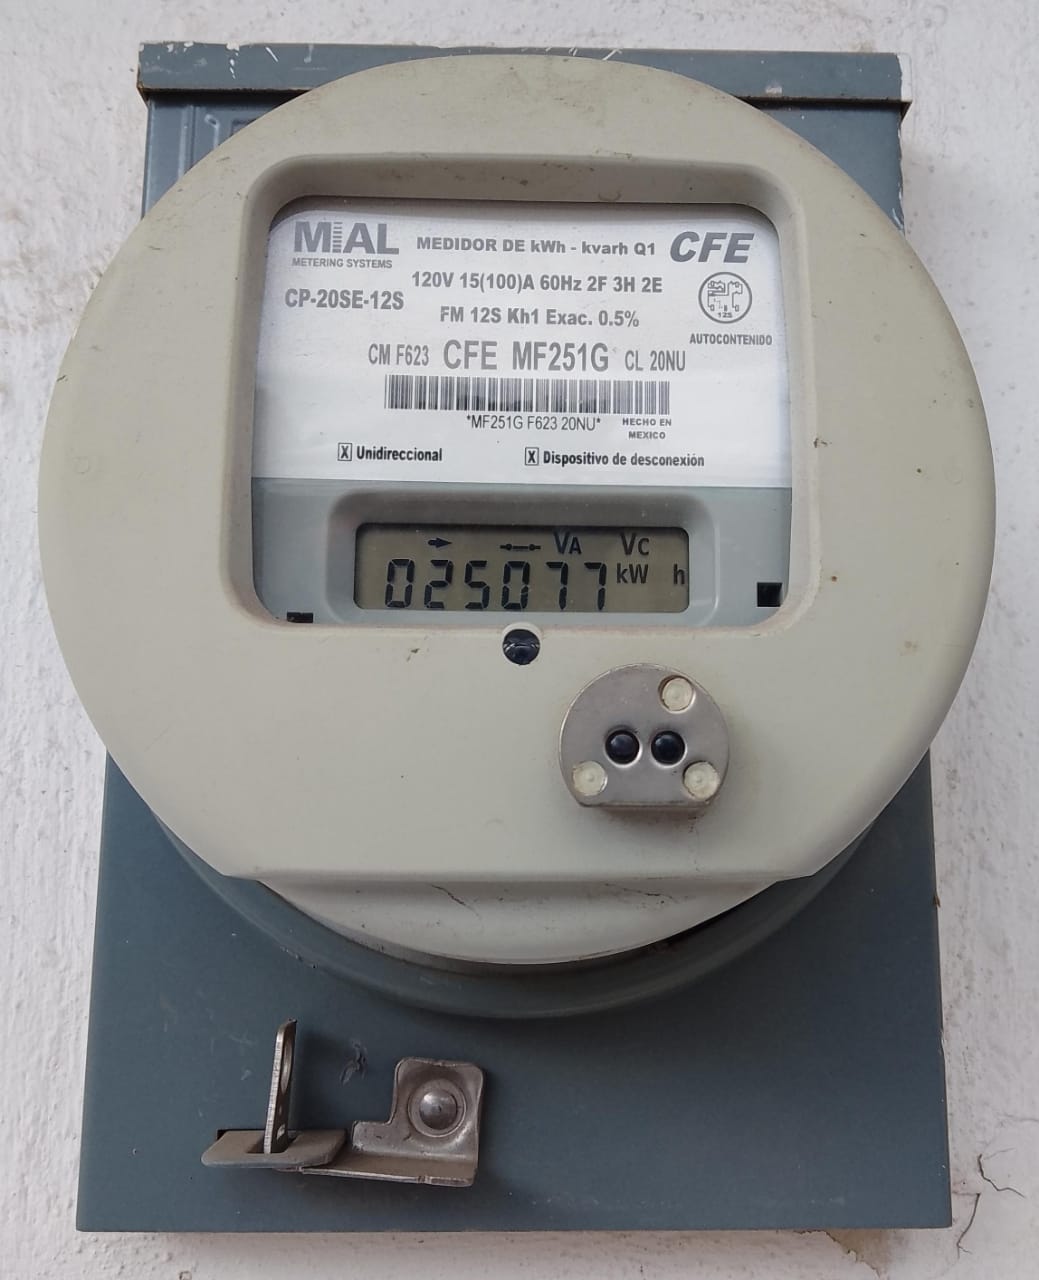 MIAL MEDIDOR DE kWh - kvarh Q1 CFE
METERING SYSTEMS
120V 15(100)A 60Hz 2F 3H 2E
CP-20SE-12S
FM 12S Kh1 Exac. 0.5%
12S
AUTOCONTENIDO
CM F623 CFE MF251G CL 20NU
*MF251G F623 20NU*
HECHO EN
MEXICO
X Unidireccional X Dispositivo de desconexión
VA VC
025077 kW h